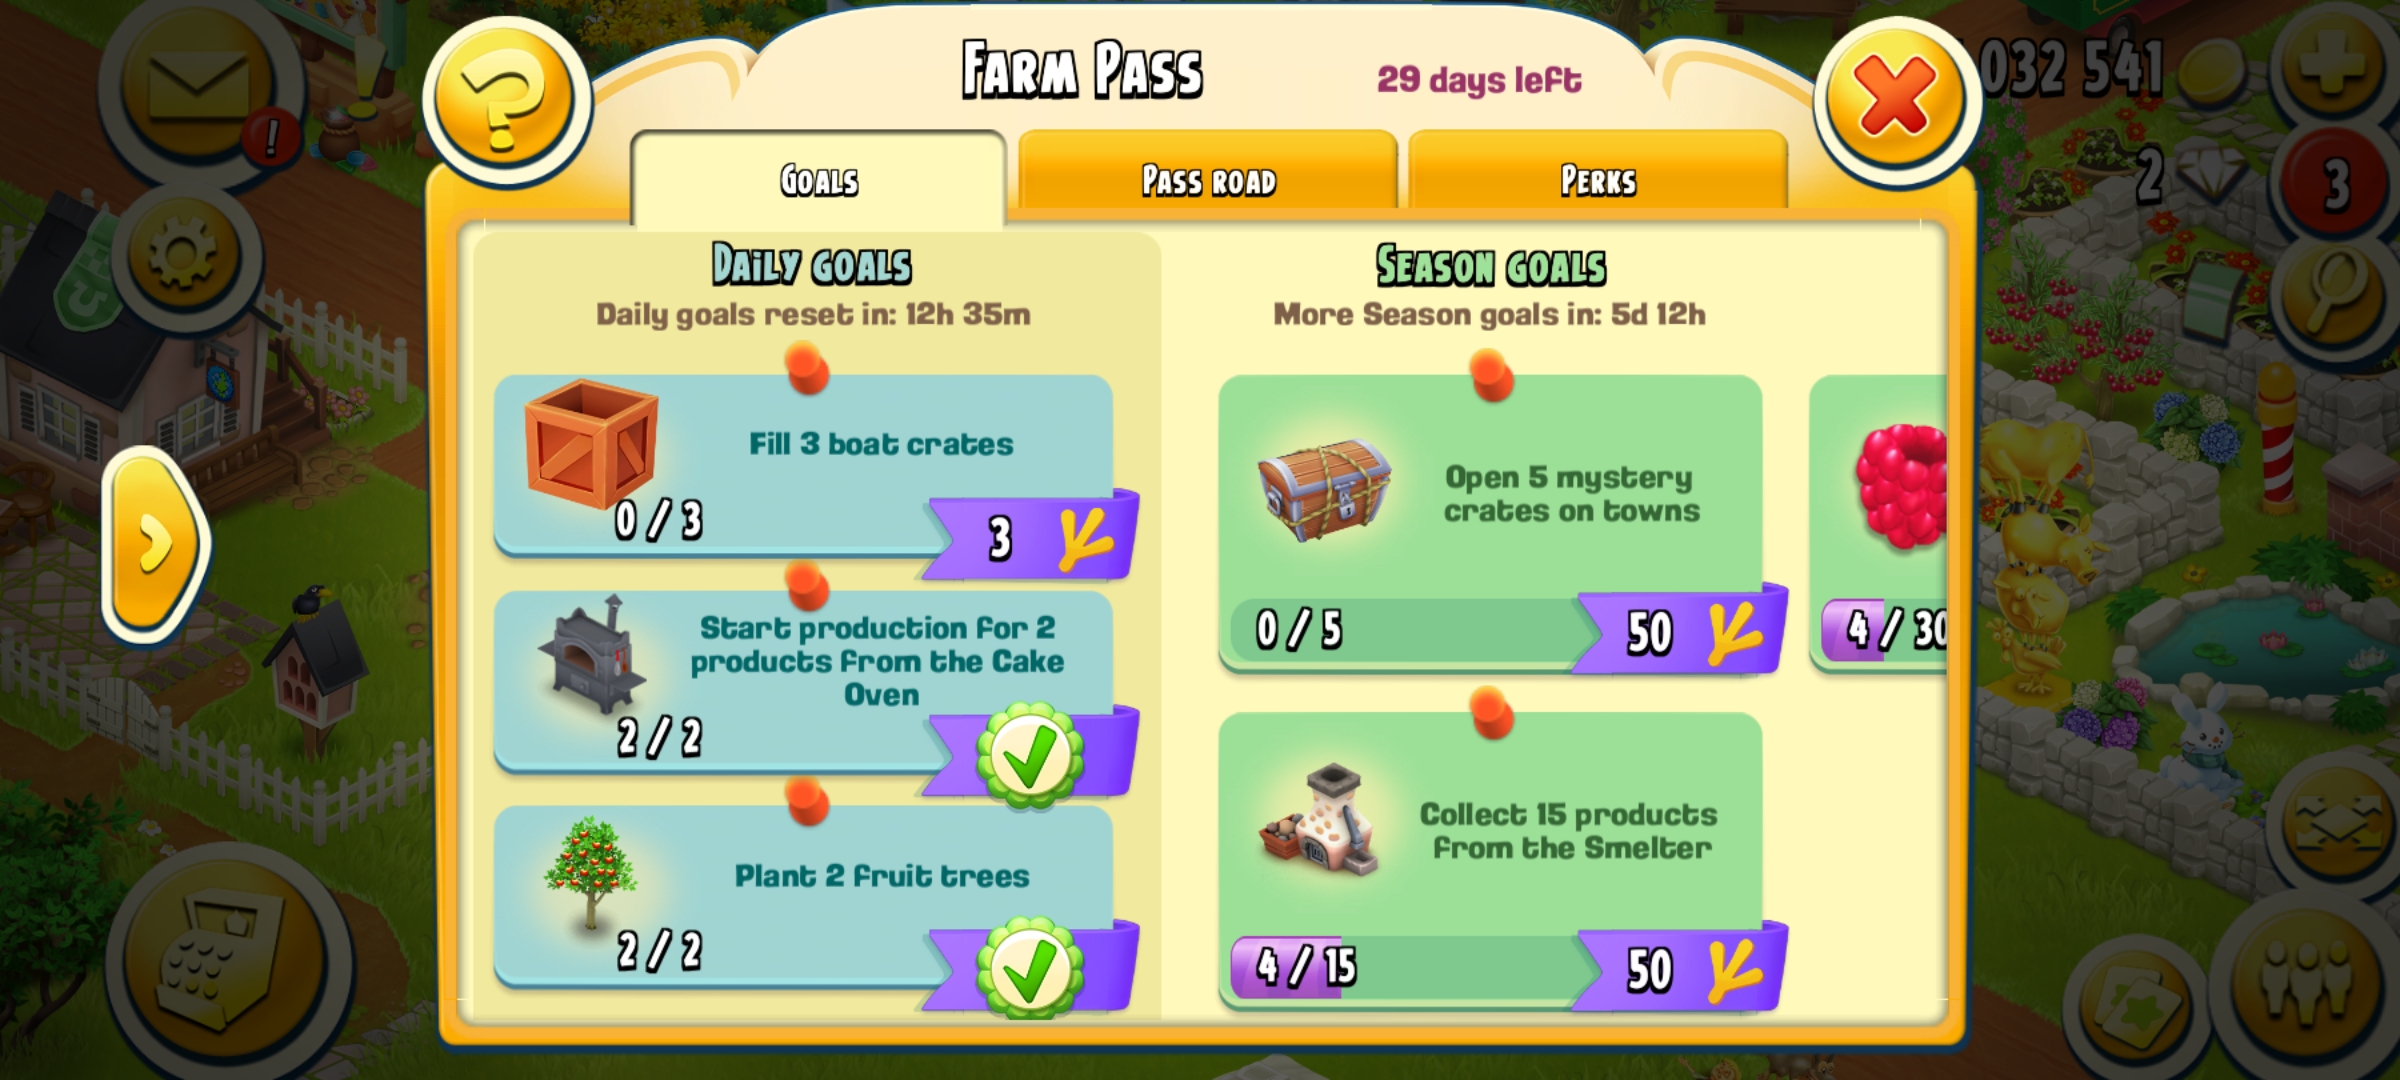 FARM PASS
29 days left
032 541
2
3
GOALS
PASS ROAD
PERKS
DAILY GOALS
Daily goals reset in: 12h 35m
Fill 3 boat crates
0 / 3
3
Start production for 2
products from the Cake
Oven
2 / 2
Plant 2 fruit trees
2 / 2
SEASON GOALS
More Season goals in: 5d 12h
Open 5 mystery
crates on towns
0 / 5
50
4 / 30
Collect 15 products
from the Smelter
4 / 15
50